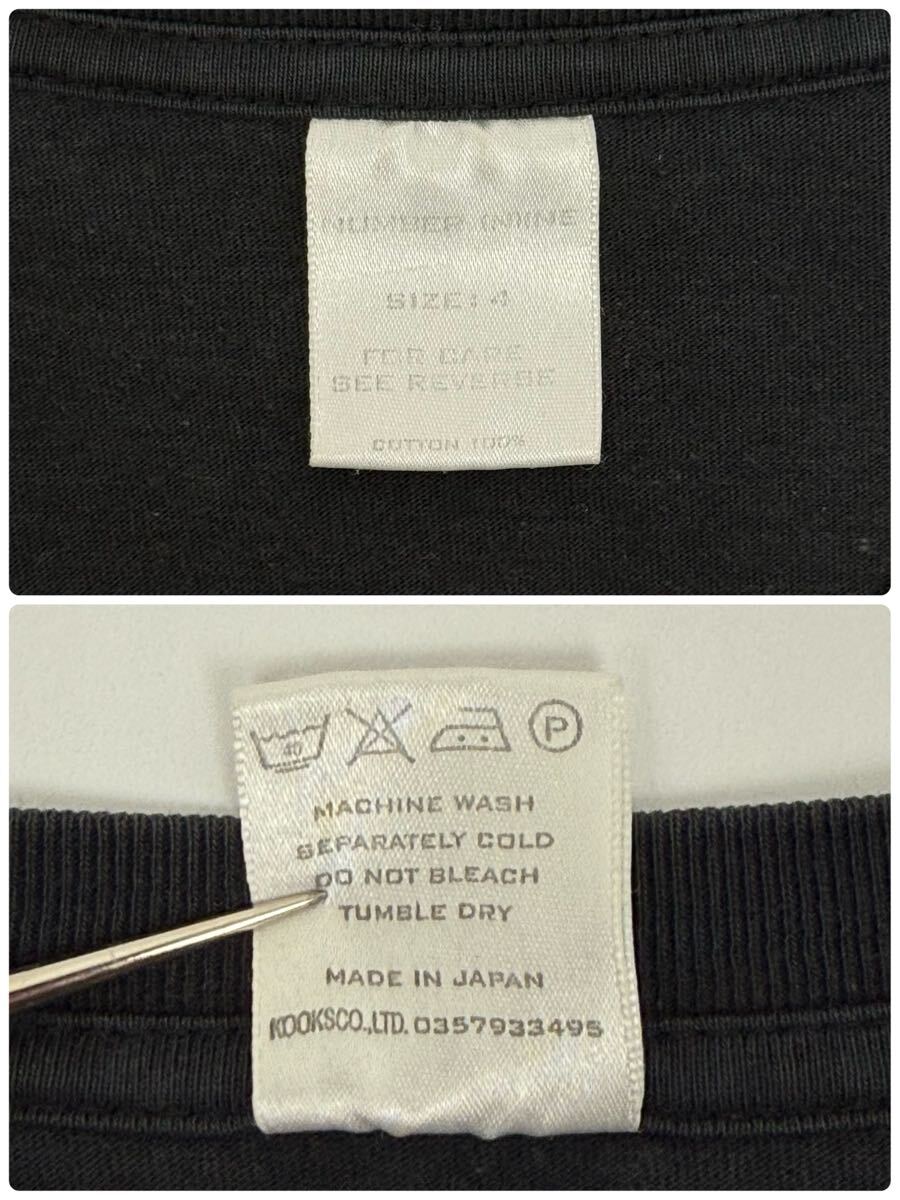 NUMBER (N)INE
SIZE: 4
FOR CARE
SEE REVERSE
COTTON 100%
40
P
MACHINE WASH
SEPARATELY COLD
DO NOT BLEACH
TUMBLE DRY
MADE IN JAPAN
KOOKSCO.,LTD. 0357933495